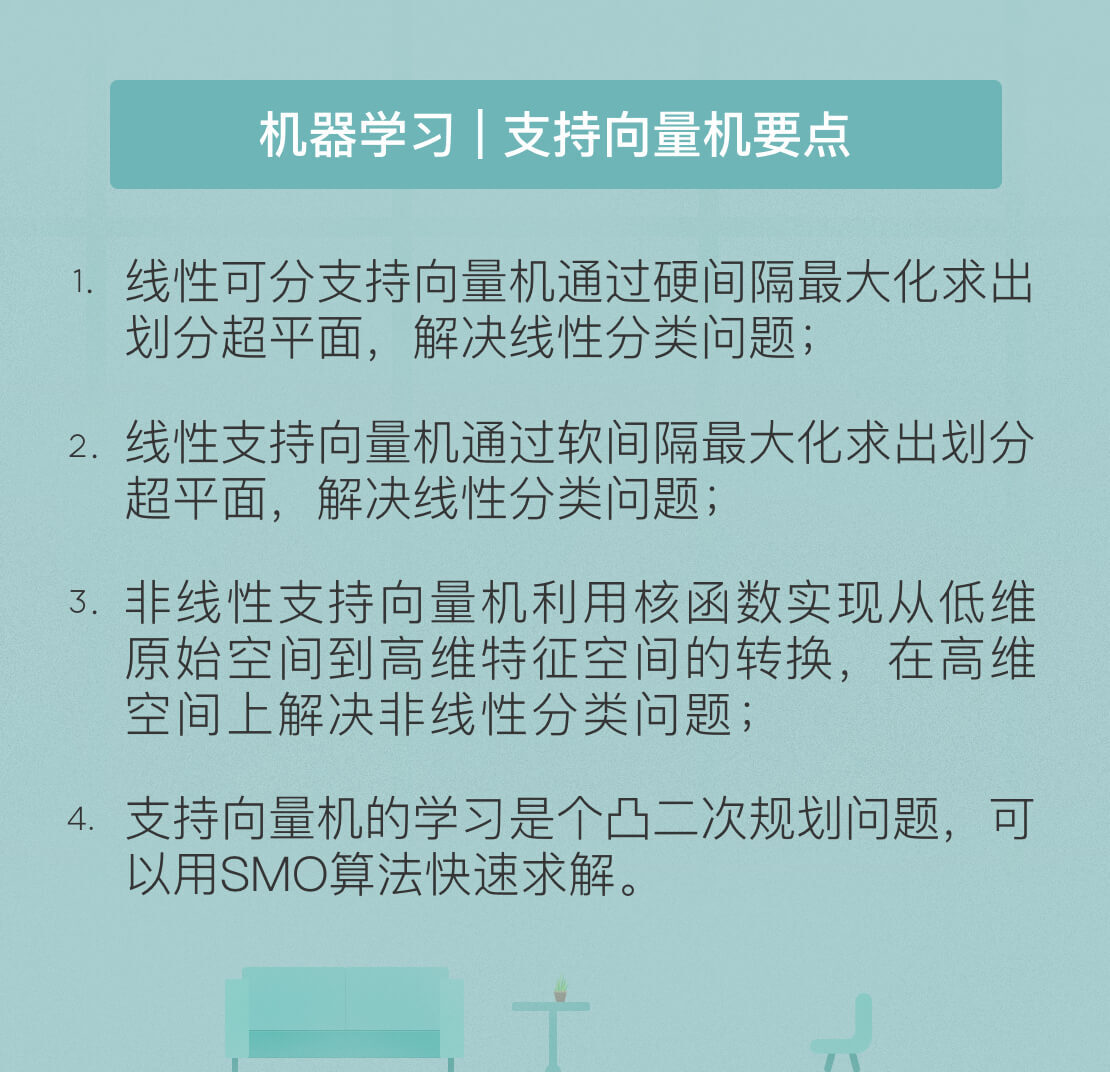 机器学习 | 支持向量机要点
1. 线性可分支持向量机通过硬间隔最大化求出
划分超平面，解决线性分类问题；
2. 线性支持向量机通过软间隔最大化求出划分
超平面，解决线性分类问题；
3. 非线性支持向量机利用核函数实现从低维
原始空间到高维特征空间的转换，在高维
空间上解决非线性分类问题；
4. 支持向量机的学习是个凸二次规划问题，可
以用SMO算法快速求解。